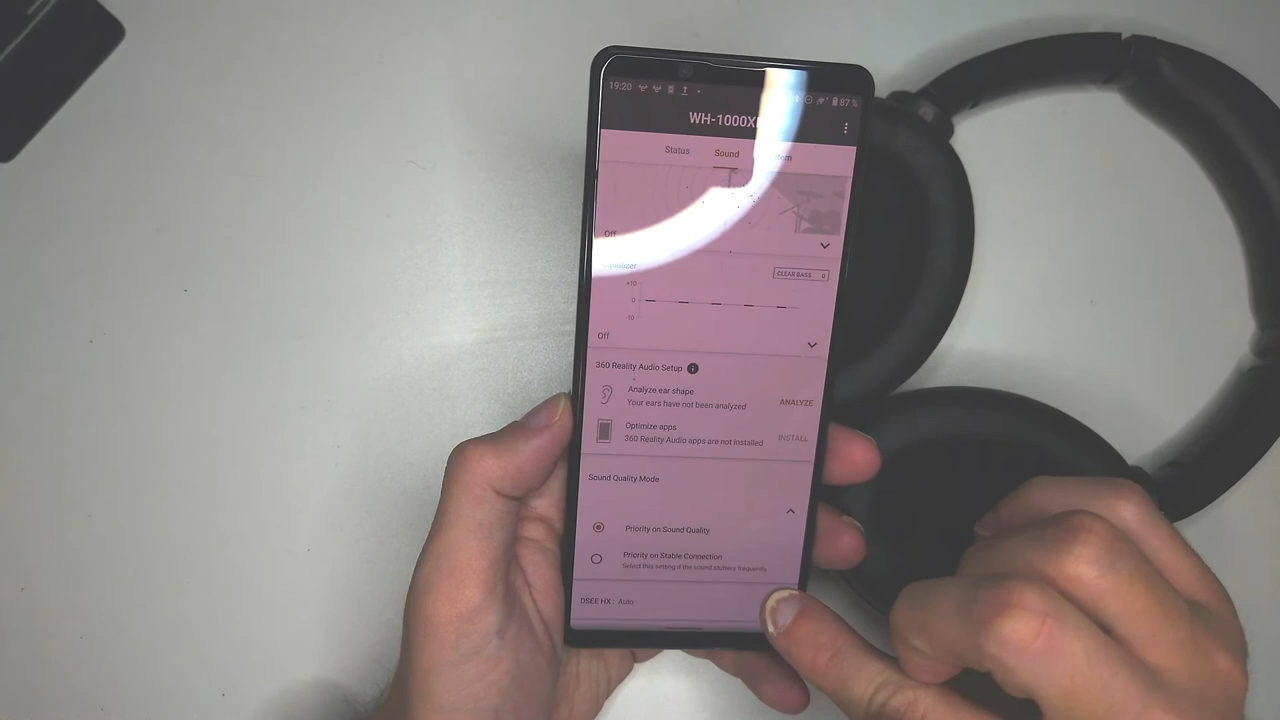 19:20
87 %
WH-1000X
Status
Sound
Off
CLEAR BASS 0
+10
0
-10
Off
360 Reality Audio Setup
Analyze ear shape
Your ears have not been analyzed
ANALYZE
Optimize apps
360 Reality Audio apps are not installed
INSTALL
Sound Quality Mode
Priority on Sound Quality
Priority on Stable Connection
Select this setting if the sound stutters frequently.
DSEE HX : Auto